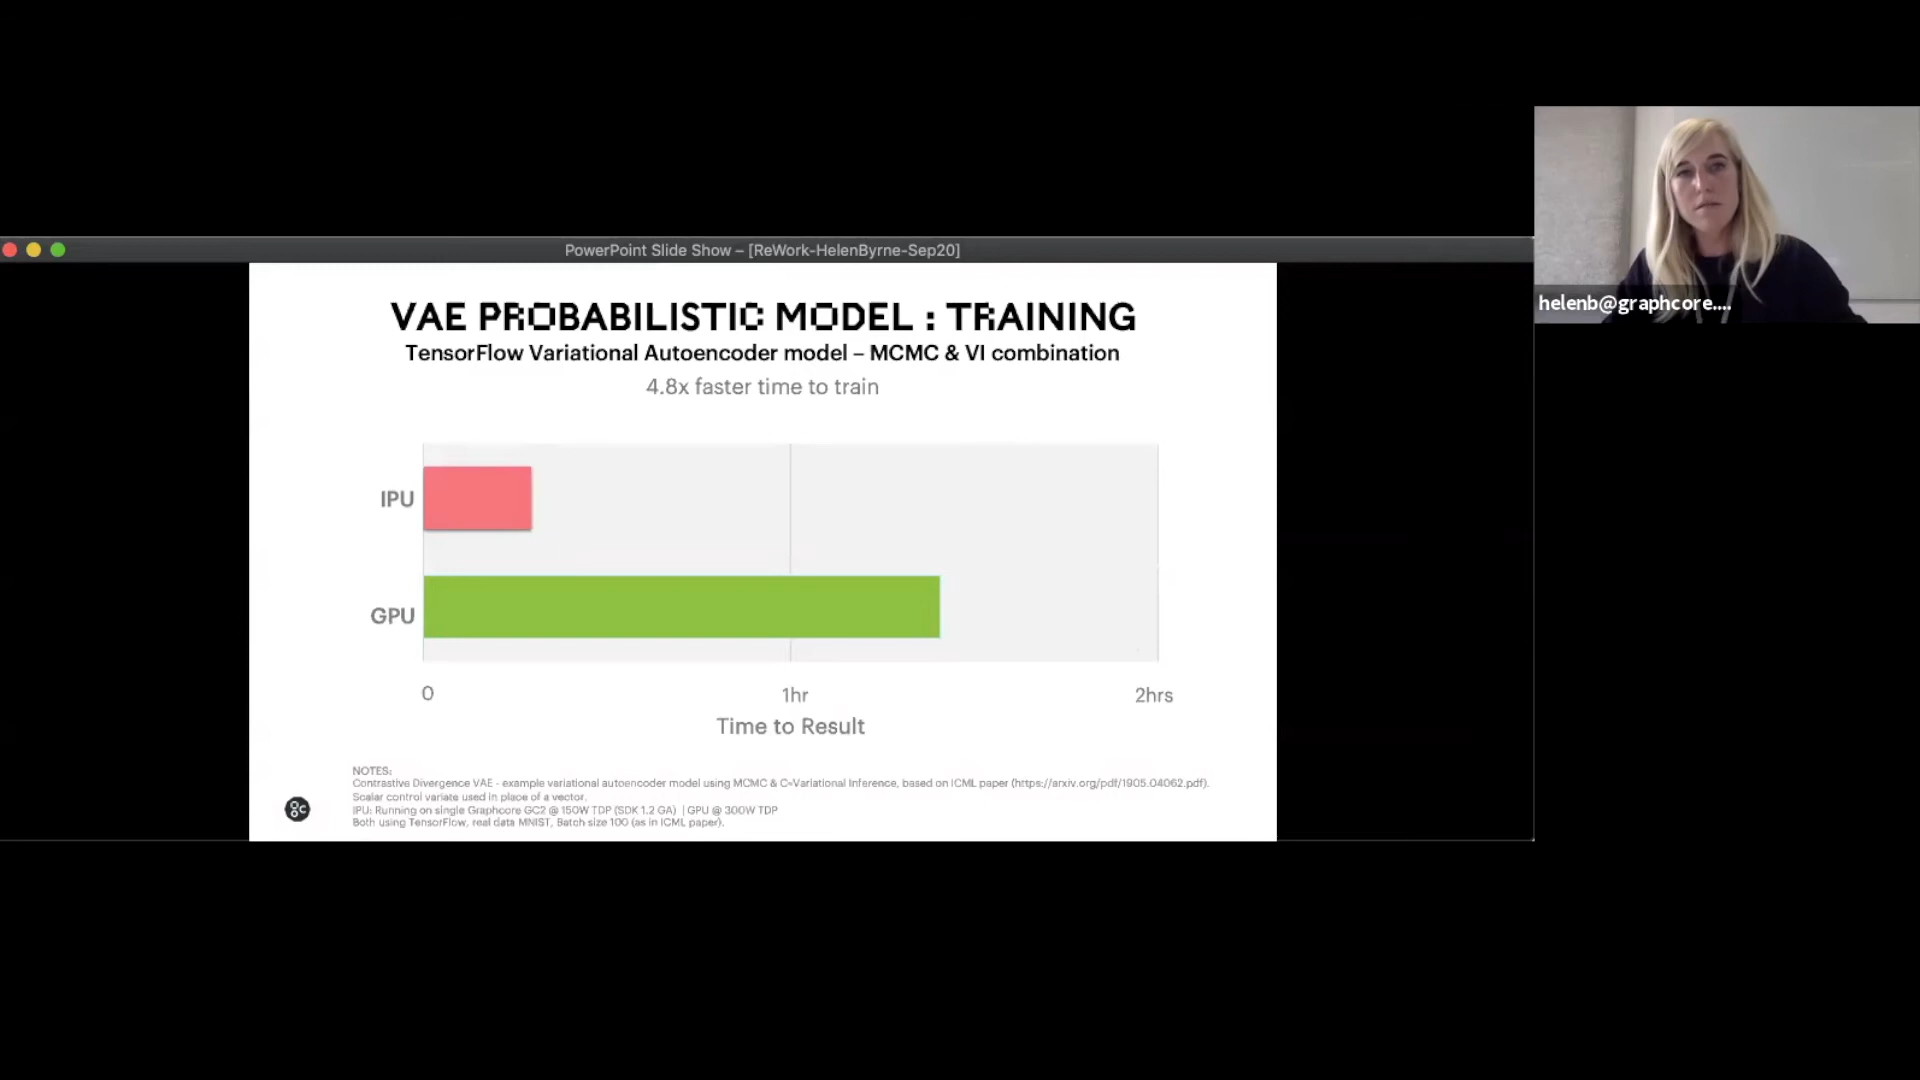 helenb@graphcore....
PowerPoint Slide Show – [ReWork-HelenByrne-Sep20]
VAE PROBABILISTIC MODEL : TRAINING
TensorFlow Variational Autoencoder model – MCMC & VI combination
4.8x faster time to train
IPU
GPU
0 1hr 2hrs
Time to Result
NOTES:
Contrastive Divergence VAE - example variational autoencoder model using MCMC & C-Variational Inference, based on ICML paper (https://arxiv.org/pdf/1905.04062.pdf).
Scalar control variate used in place of a vector.
IPU: Running on single Graphcore GC2 @ 150W TDP (SDK 1.2 GA) | GPU @ 300W TDP
Both using TensorFlow, real data MNIST, Batch size 100 (as in ICML paper).
gc